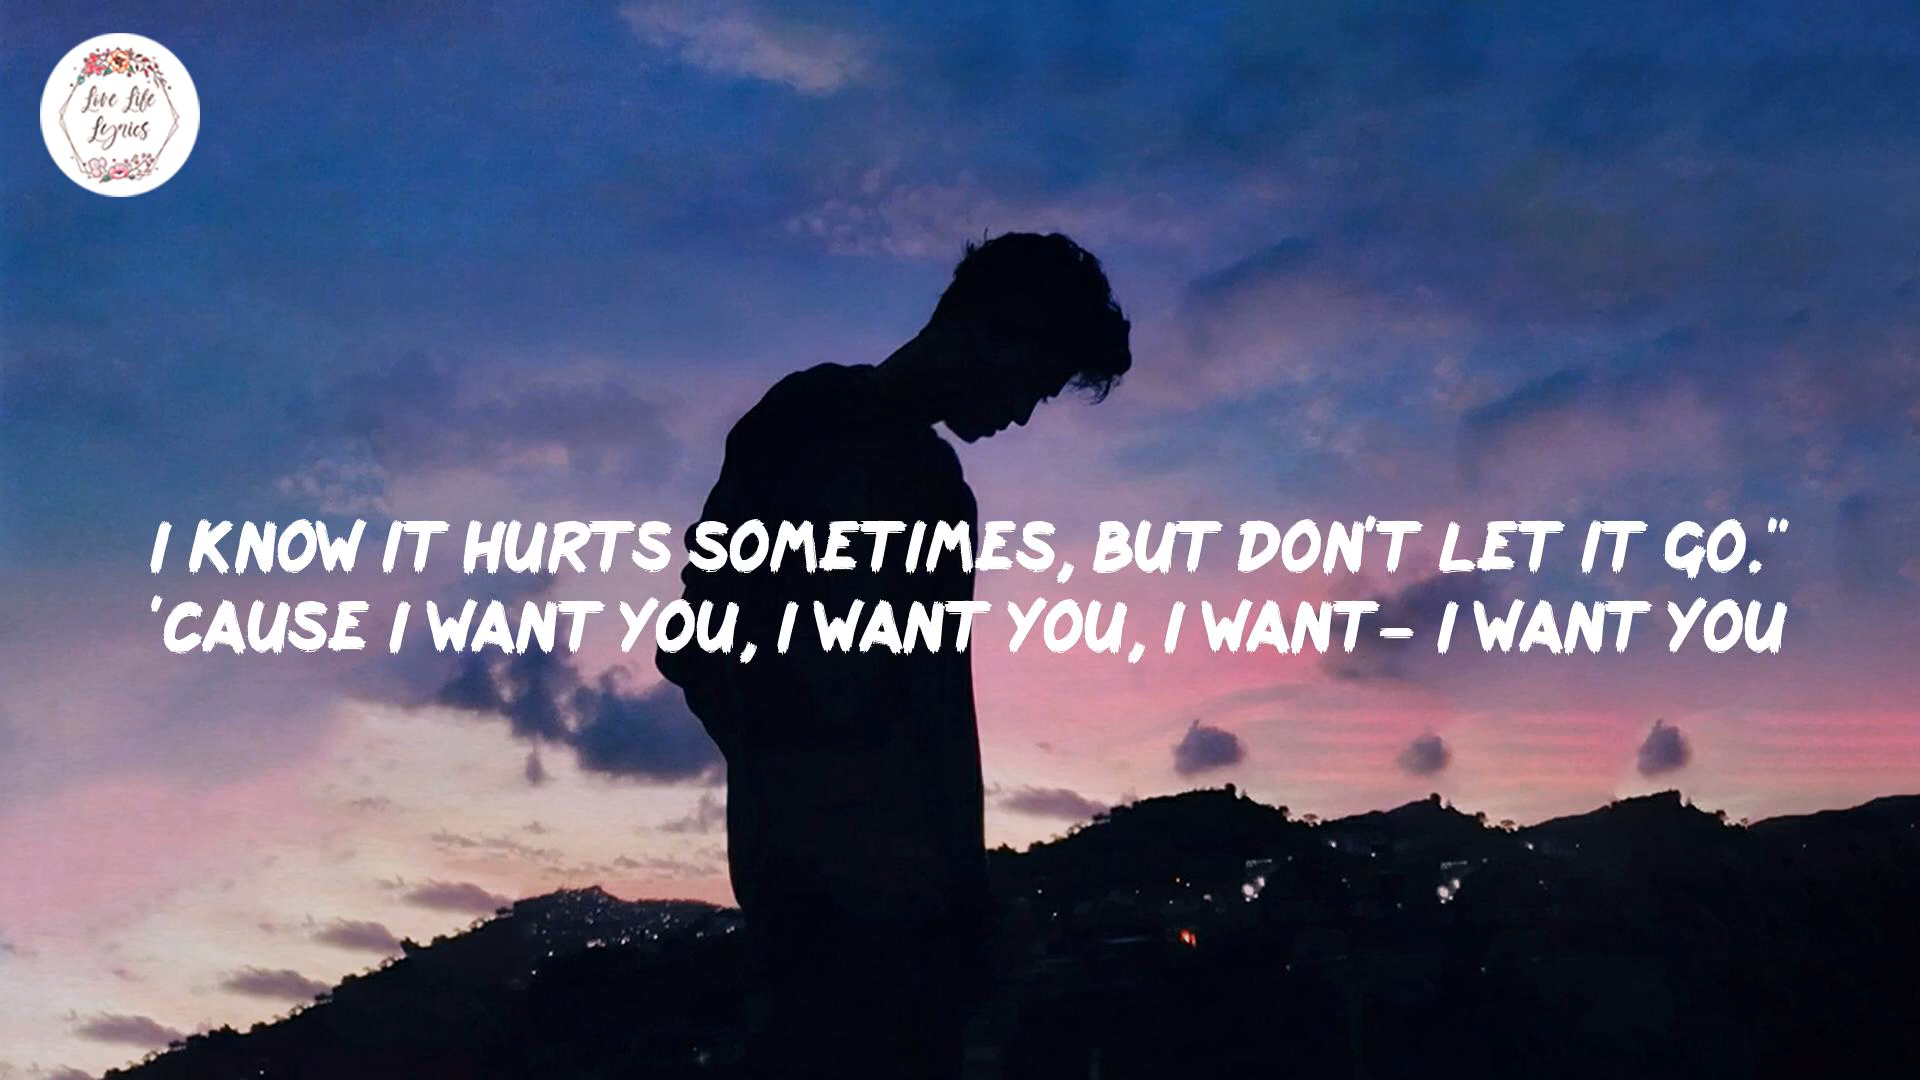 Love Life
Lyrics
I KNOW IT HURTS SOMETIMES, BUT DON'T LET IT GO."
'CAUSE I WANT YOU, I WANT YOU, I WANT- I WANT YOU